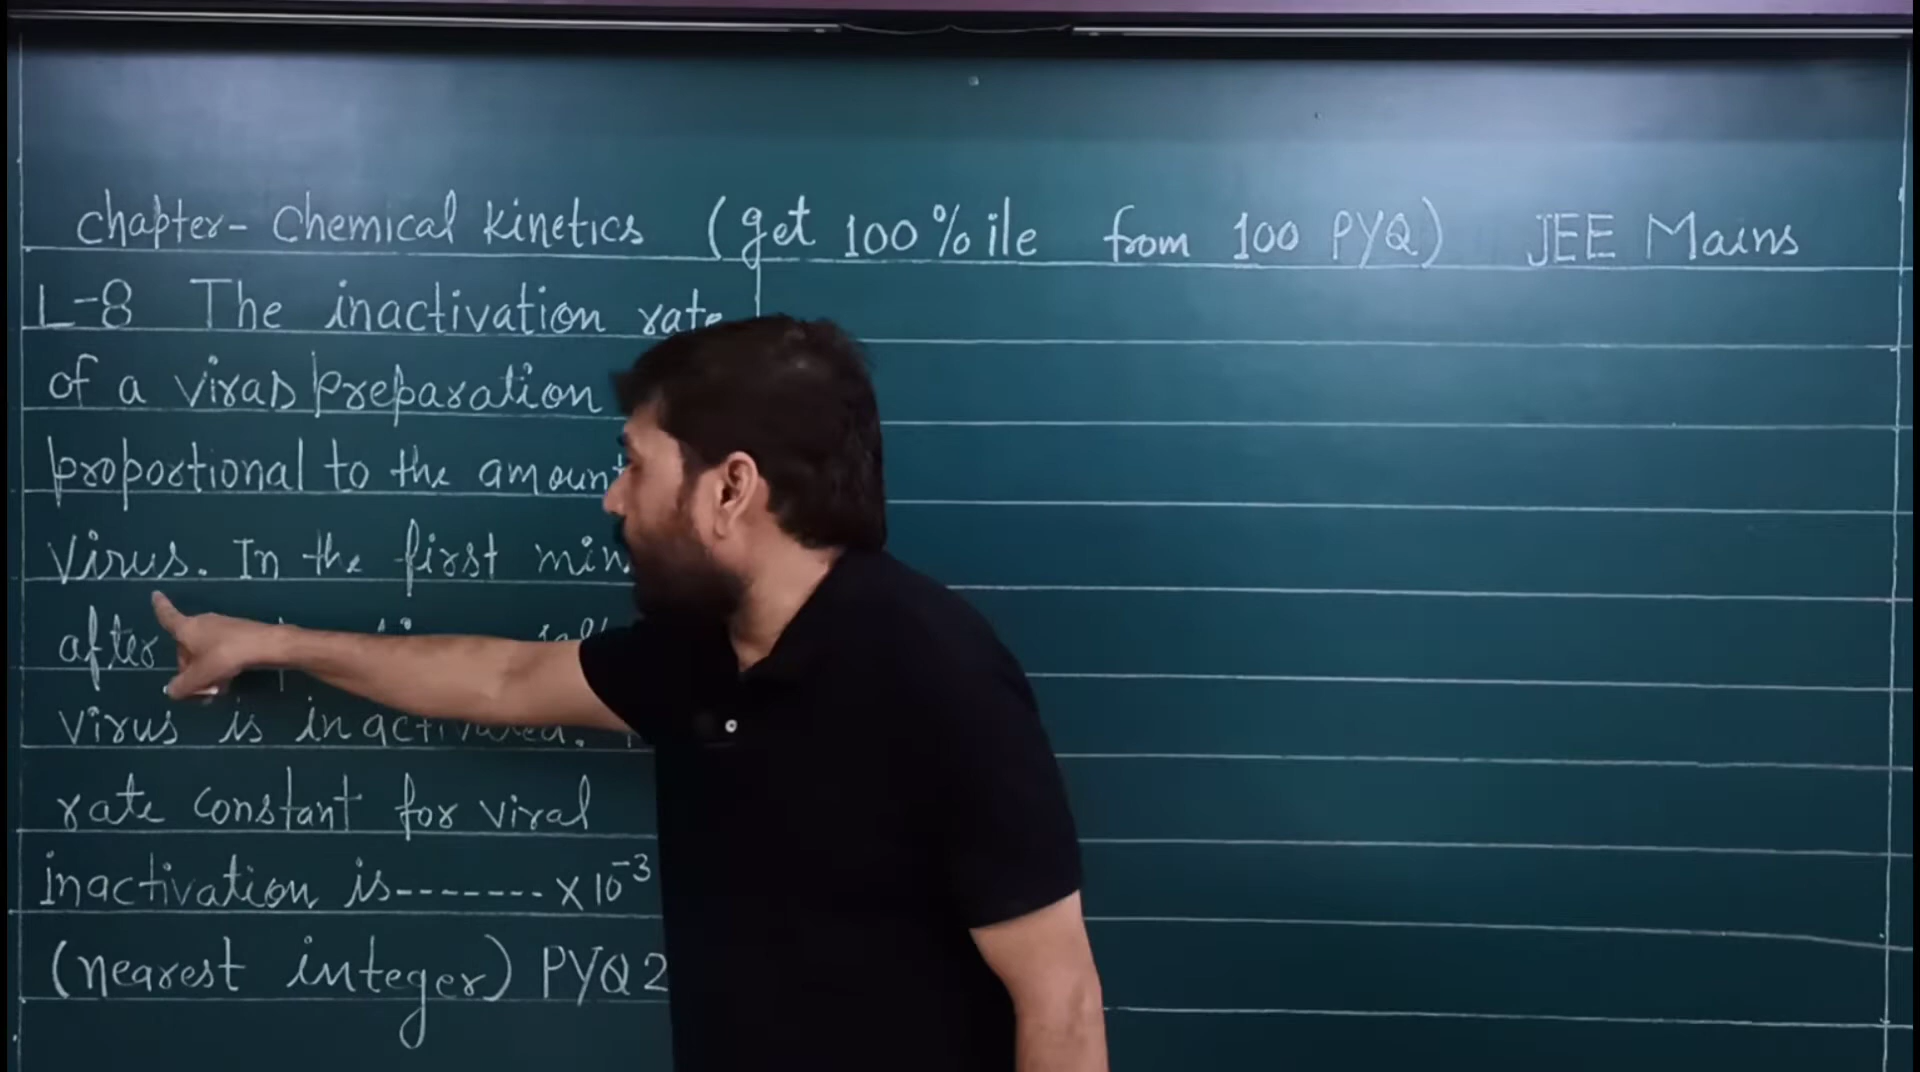 chapter- Chemical Kinetics (get 100%ile from 100 PYQ) JEE Mains
L-8 The inactivation rate
of a viras preparation
proportional to the amount
virus. In the first min
after
virus is inactivated.
rate constant for viral
inactivation is------- x 10⁻³
(nearest integer) PYQ 2